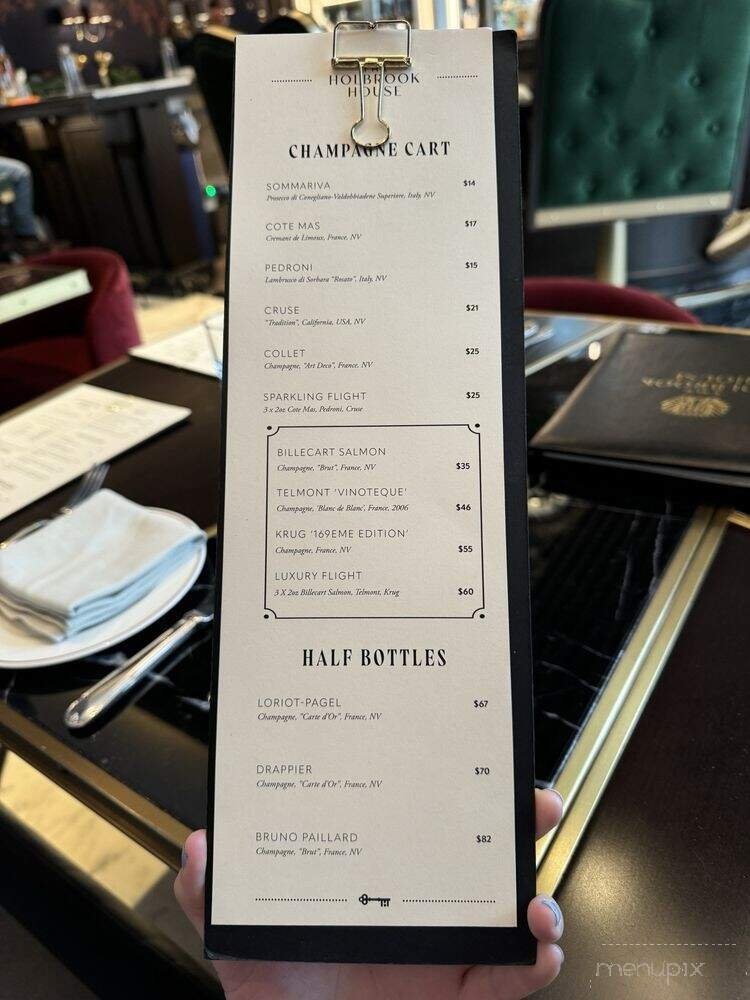 HOLBROOK
HOUSE
CHAMPAGNE CART
SOMMARIVA $14
Prosecco di Conegliano-Valdobbiadene Superiore, Italy, NV
COTE MAS $17
Cremant de Limoux, France, NV
PEDRONI $15
Lambrusco di Sorbara "Rosato", Italy, NV
CRUSE $21
"Tradition", California, USA, NV
COLLET $25
Champagne, "Art Deco", France, NV
SPARKLING FLIGHT $25
3 x 2oz Cote Mas, Pedroni, Cruse
BILLECART SALMON
Champagne, "Brut", France, NV $35
TELMONT 'VINOTEQUE'
Champagne, 'Blanc de Blanc', France, 2006 $46
KRUG '169EME EDITION'
Champagne, France, NV $55
LUXURY FLIGHT
3 X 2oz Billecart Salmon, Telmont, Krug $60
HALF BOTTLES
LORIOT-PAGEL $67
Champagne, "Carte d'Or", France, NV
DRAPPIER $70
Champagne, "Carte d'Or", France, NV
BRUNO PAILLARD $82
Champagne, "Brut", France, NV
menupix